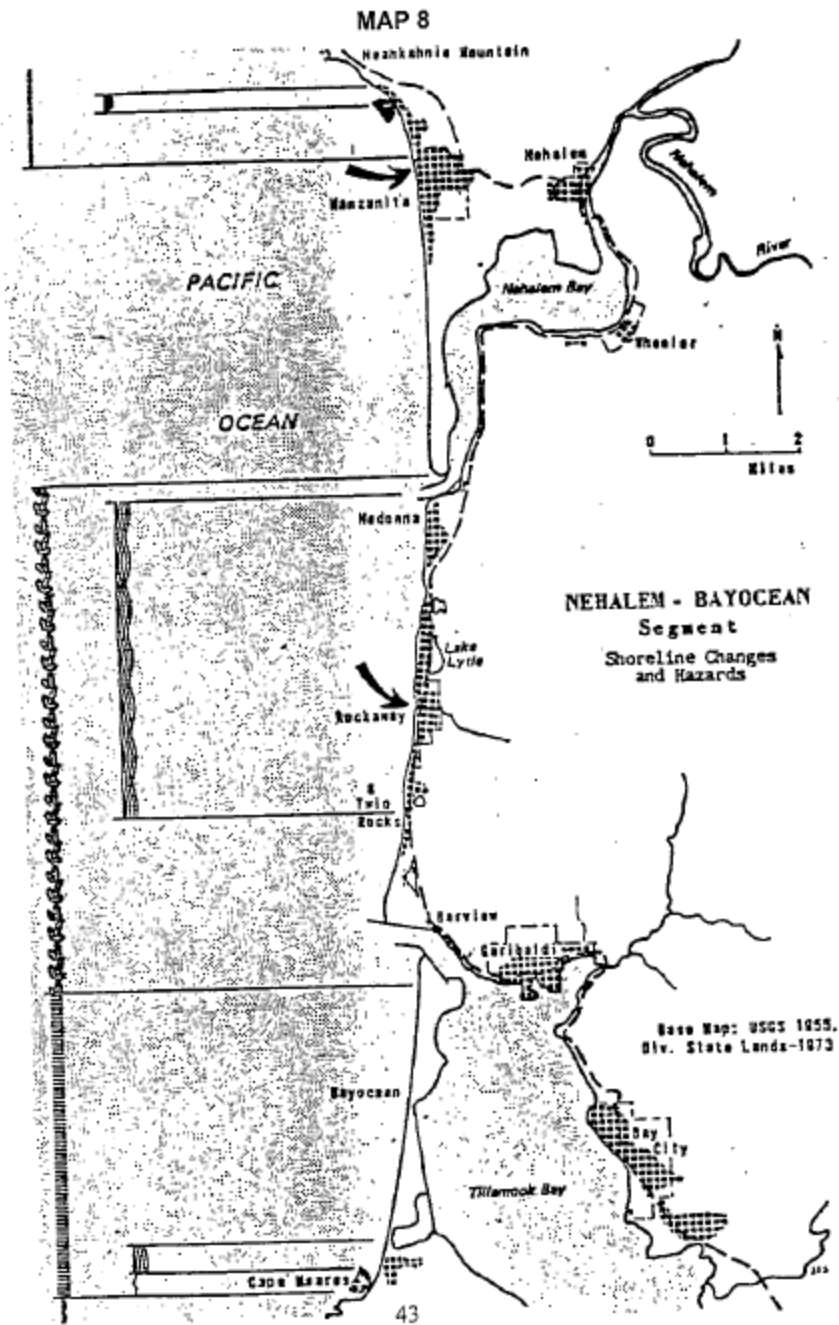 MAP 8
Neahkahnie Mountain
Nehalem
Nehalem
River
Manzanita
PACIFIC
Nehalem Bay
Wheeler
N
OCEAN
0 1 2
Miles
Nedonna
NEHALEM - BAYOCEAN
Segment
Shoreline Changes
and Hazards
Lake
Lytle
Rockaway
Twin
Rocks
Barview
Garibaldi
Base Map: USGS 1955,
Div. State Lands-1973
Bayocean
Bay
City
Tillamook Bay
Cape Meares
43